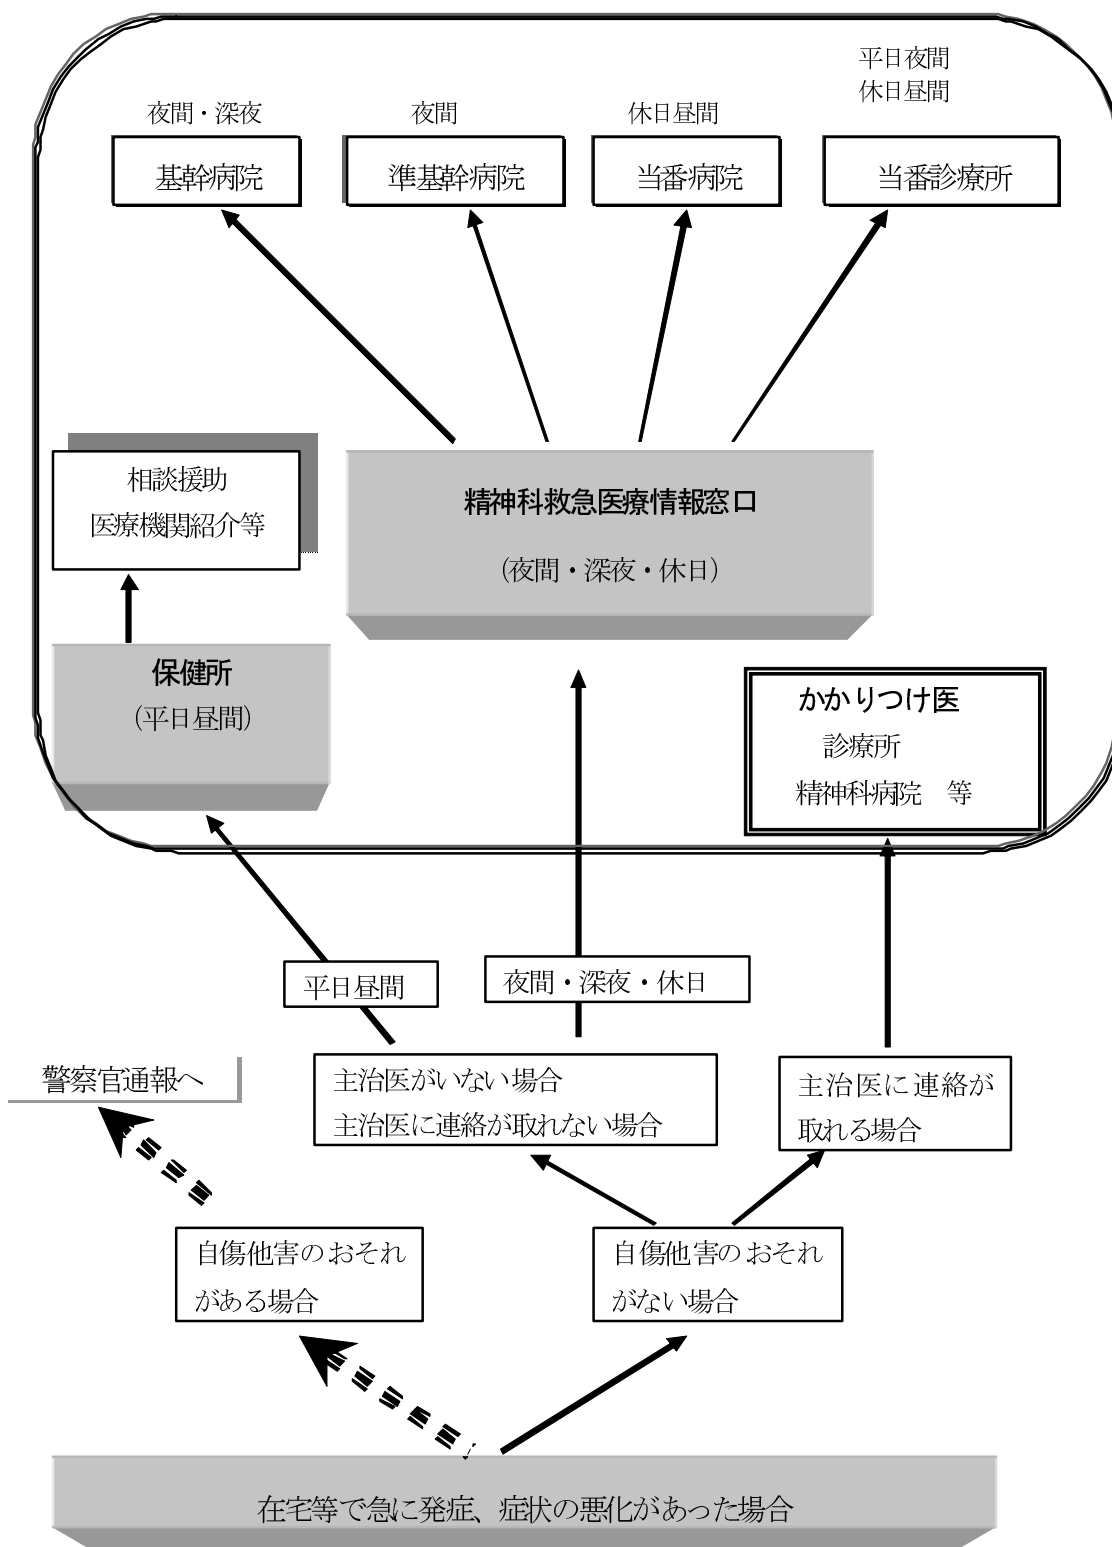 平日夜間
休日昼間
夜間・深夜
夜間
休日昼間
基幹病院
準基幹病院
当番病院
当番診療所
相談援助
医療機関紹介等
精神科救急医療情報窓口
（夜間・深夜・休日）
保健所
（平日昼間）
かかりつけ医
診療所
精神科病院　等
平日昼間
夜間・深夜・休日
警察官通報へ
主治医がいない場合
主治医に連絡が取れない場合
主治医に連絡が
取れる場合
自傷他害のおそれ
がある場合
自傷他害のおそれ
がない場合
在宅等で急に発症、症状の悪化があった場合